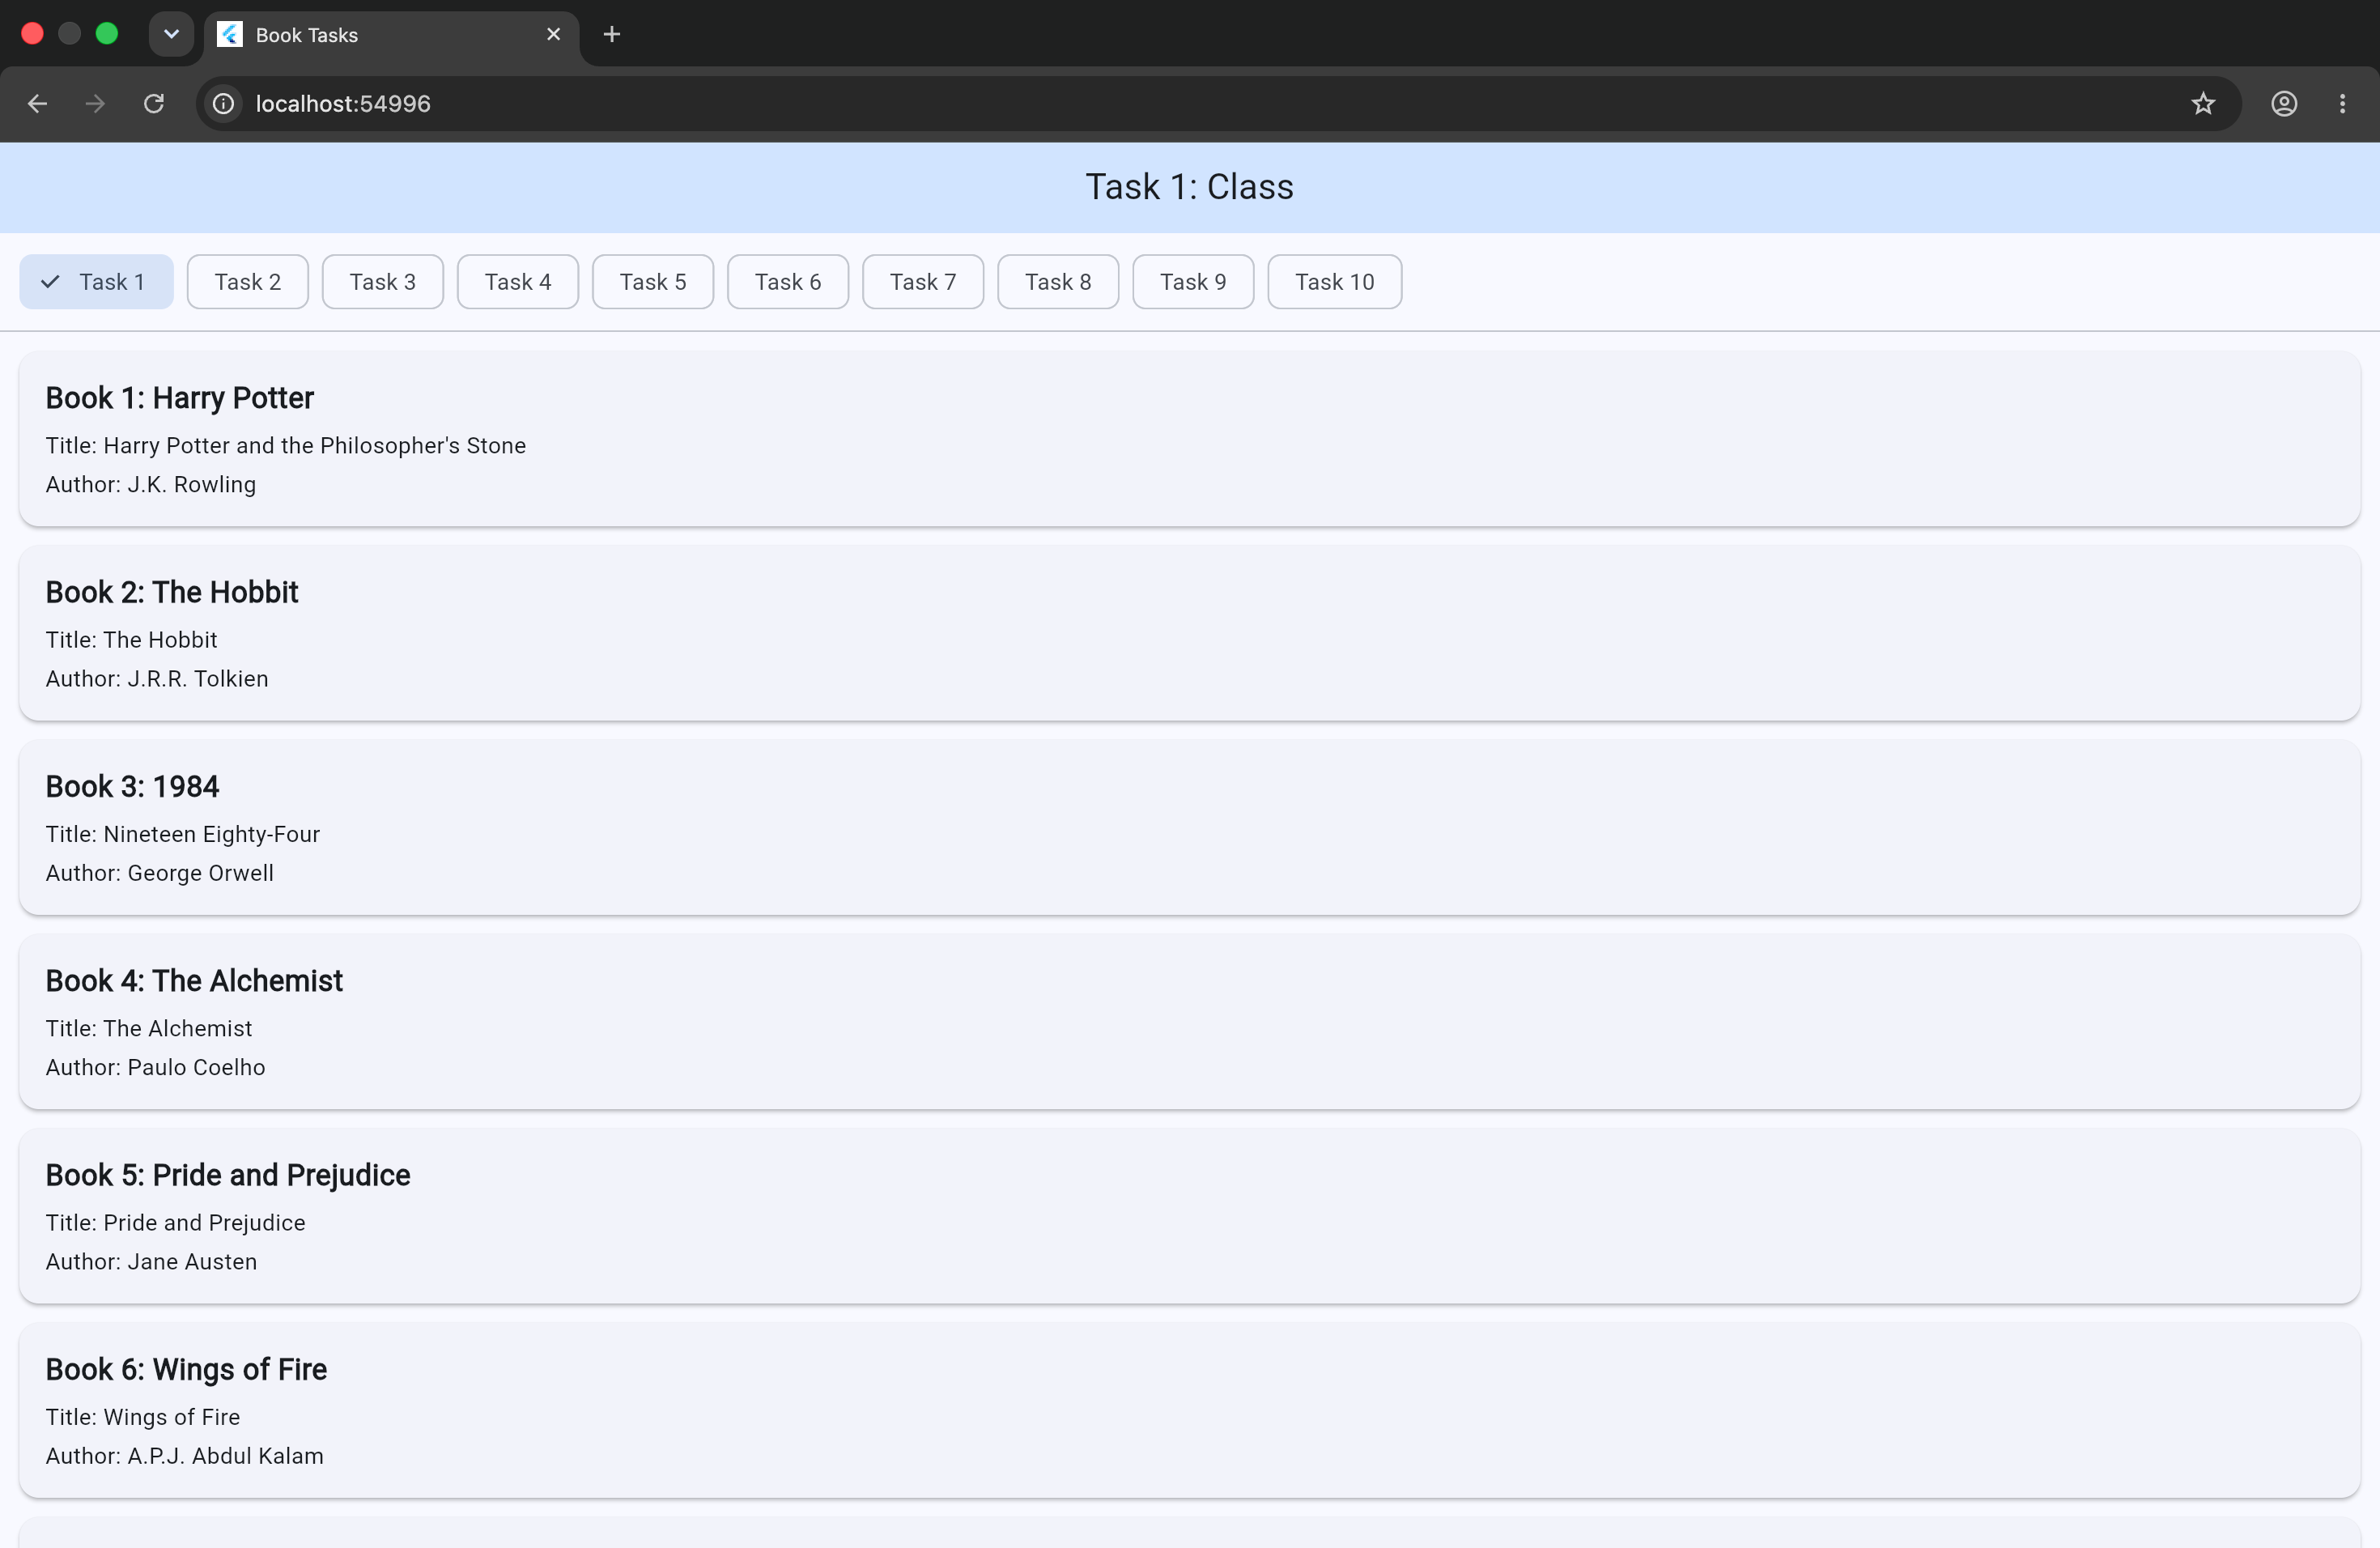 Book Tasks
localhost:54996
Task 1: Class
Task 1 Task 2 Task 3 Task 4 Task 5 Task 6 Task 7 Task 8 Task 9 Task 10
Book 1: Harry Potter
Title: Harry Potter and the Philosopher's Stone
Author: J.K. Rowling
Book 2: The Hobbit
Title: The Hobbit
Author: J.R.R. Tolkien
Book 3: 1984
Title: Nineteen Eighty-Four
Author: George Orwell
Book 4: The Alchemist
Title: The Alchemist
Author: Paulo Coelho
Book 5: Pride and Prejudice
Title: Pride and Prejudice
Author: Jane Austen
Book 6: Wings of Fire
Title: Wings of Fire
Author: A.P.J. Abdul Kalam